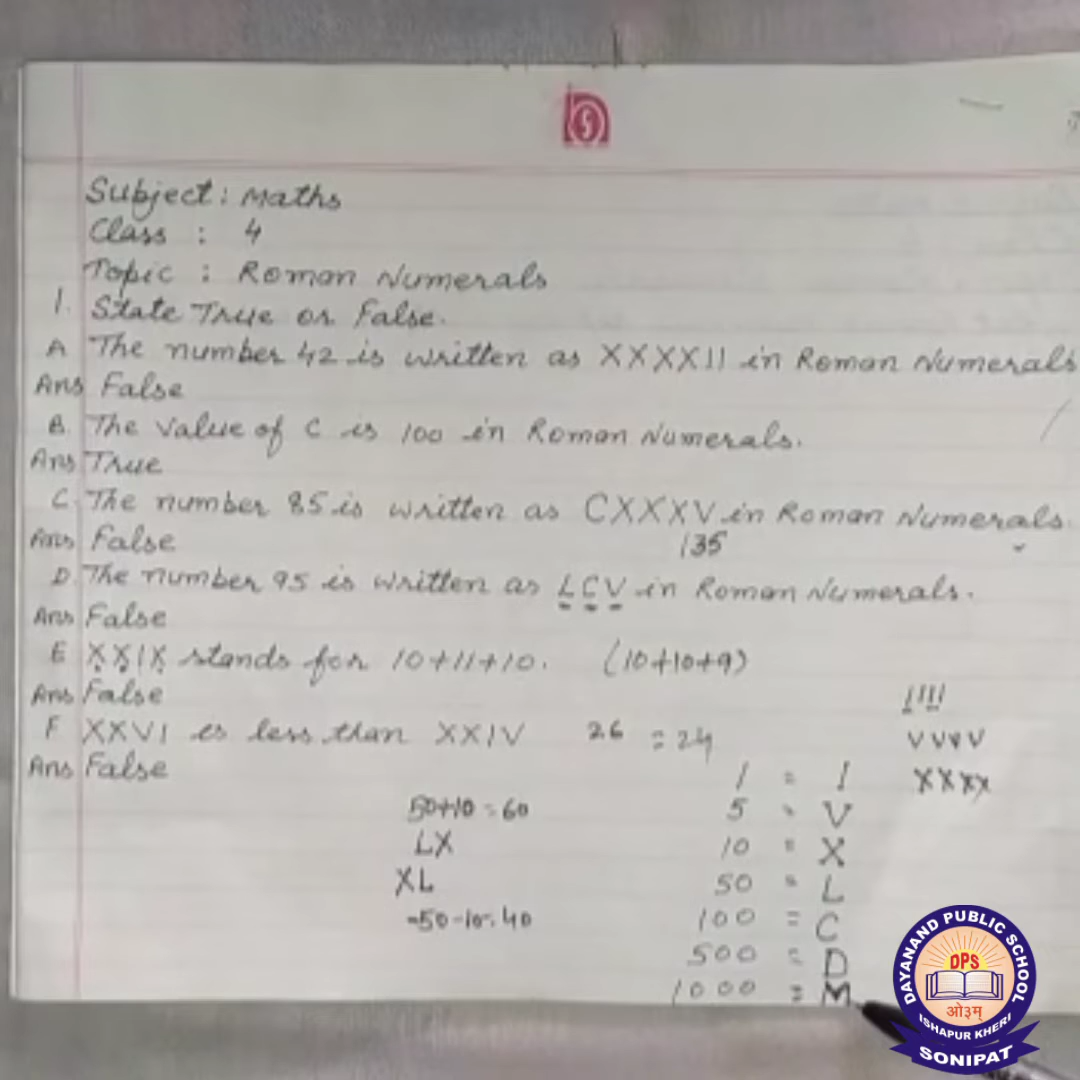 Subject: Maths
Class : 4
Topic : Roman Numerals
1. State True or False.
A The number 42 is written as XXXXII in Roman Numerals
Ans False
B. The value of C is 100 in Roman Numerals.
Ans True
C. The number 85 is written as CXXXV in Roman Numerals.
Ans False 135
D. The number 95 is written as LCV in Roman Numerals.
Ans False
E XXIX stands for 10+11+10. (10+10+9)
Ans False
IIII
F. XXVI is less than XXIV 26 = 24
VVVV
Ans False
1 = I
XXXX
50+10 = 60
5 = V
LX
10 = X
XL
50 = L
-50-10=40
100 = C
500 = D
1000 = M
DAYANAND PUBLIC SCHOOL
DPS
ओ३म्
ISHAPUR KHERI
SONIPAT